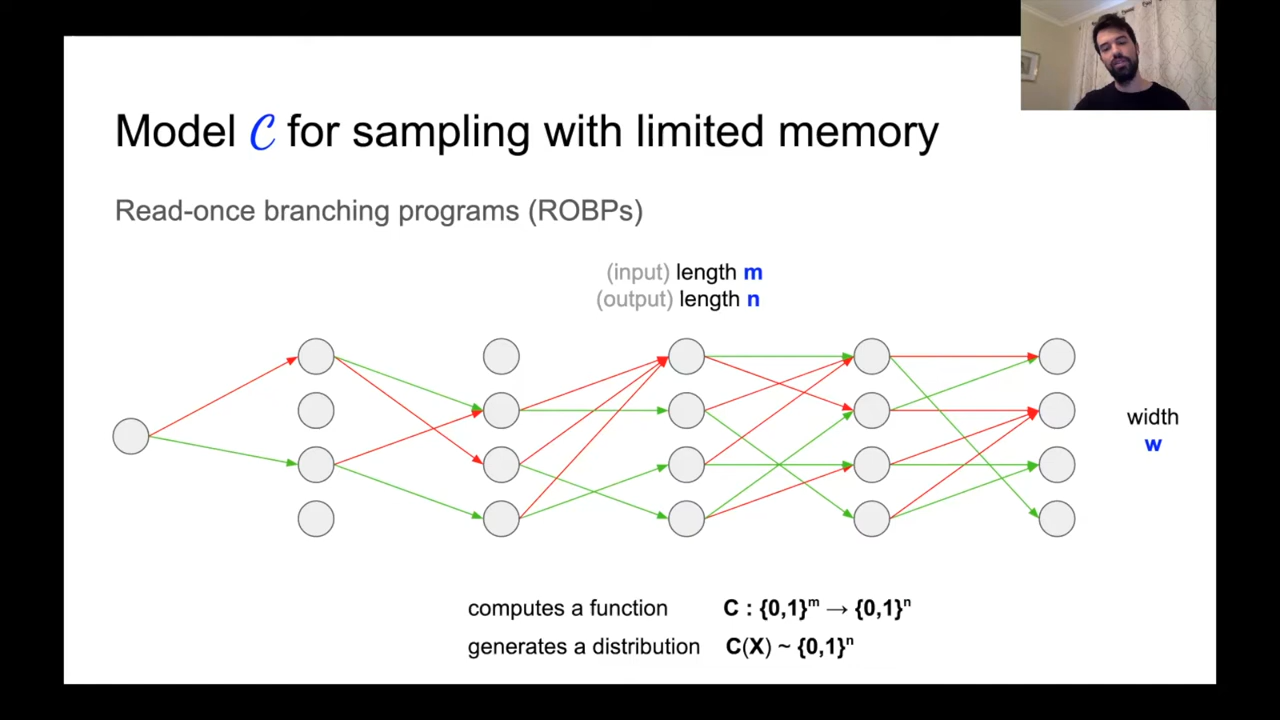 Model 𝒞 for sampling with limited memory
Read-once branching programs (ROBPs)
(input) length m
(output) length n
width
w
computes a function C : {0,1}ᵐ → {0,1}ⁿ
generates a distribution C(X) ~ {0,1}ⁿ